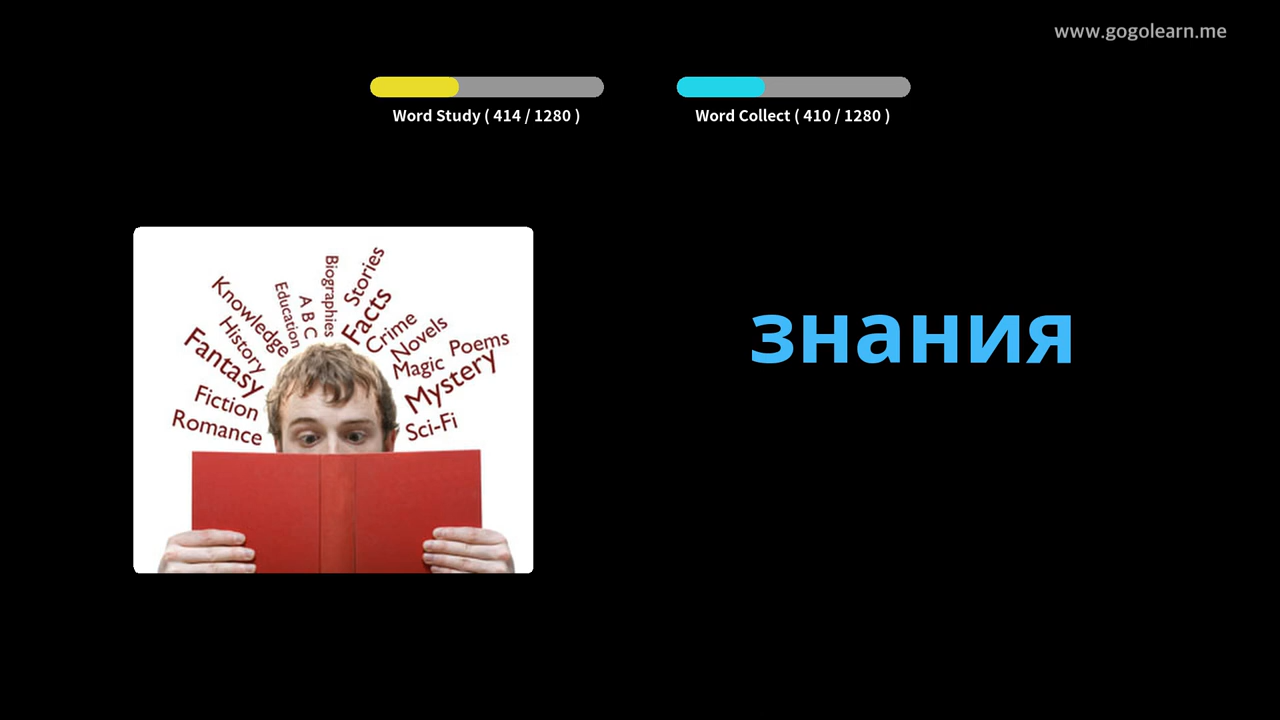 www.gogolearn.me
Word Study ( 414 / 1280 )
Word Collect ( 410 / 1280 )
Biographies
Stories
Education
A B C
Facts
Knowledge
Crime
History
Novels
Fantasy
Poems
Magic
Mystery
Fiction
Romance
Sci-Fi
знания